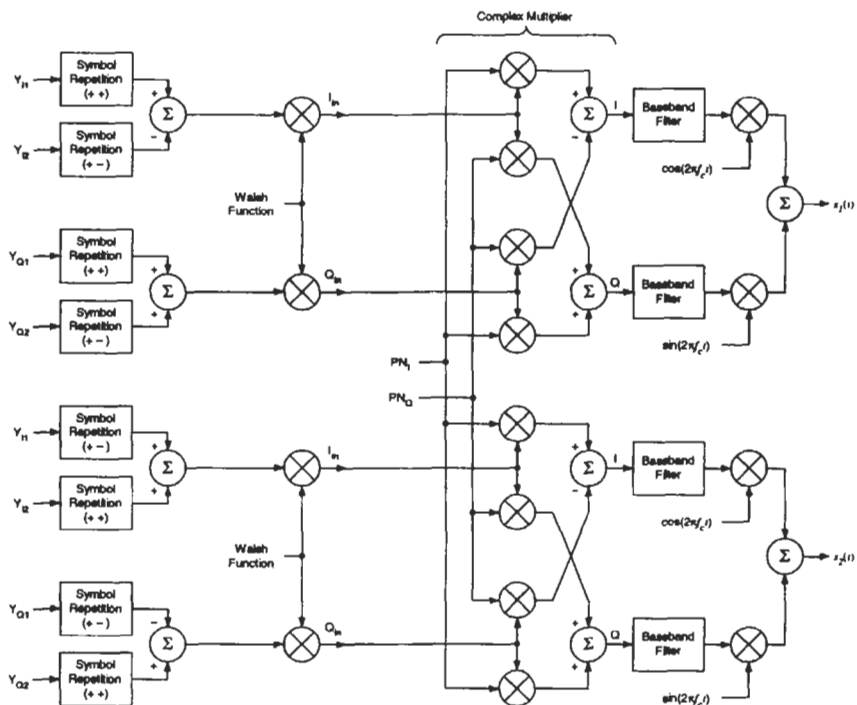 Complex Multiplier
Y_I1
Symbol Repetition (+ +)
+
Σ
−
Y_I2
Symbol Repetition (+ −)
I_in
Walsh Function
Y_Q1
Symbol Repetition (+ +)
+
Σ
+
Y_Q2
Symbol Repetition (+ −)
Q_in
+
Σ
−
I
Baseband Filter
cos(2πf_c t)
Σ
x_1(t)
+
Σ
+
Q
Baseband Filter
sin(2πf_c t)
PN_I
PN_Q
Y_I1
Symbol Repetition (+ −)
+
Σ
+
Y_I2
Symbol Repetition (+ +)
I_in
Walsh Function
Y_Q1
Symbol Repetition (+ −)
−
Σ
+
Y_Q2
Symbol Repetition (+ +)
Q_in
+
Σ
−
I
Baseband Filter
cos(2πf_c t)
Σ
x_2(t)
+
Σ
+
Q
Baseband Filter
sin(2πf_c t)